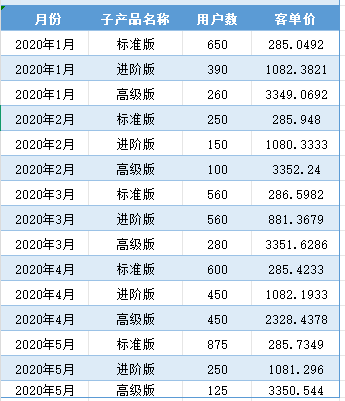 月份 子产品名称 用户数 客单价
2020年1月 标准版 650 285.0492
2020年1月 进阶版 390 1082.3821
2020年1月 高级版 260 3349.0692
2020年2月 标准版 250 285.948
2020年2月 进阶版 150 1080.3333
2020年2月 高级版 100 3352.24
2020年3月 标准版 560 286.5982
2020年3月 进阶版 560 881.3679
2020年3月 高级版 280 3351.6286
2020年4月 标准版 600 285.4233
2020年4月 进阶版 450 1082.1933
2020年4月 高级版 450 2328.4378
2020年5月 标准版 875 285.7349
2020年5月 进阶版 250 1081.296
2020年5月 高级版 125 3350.544